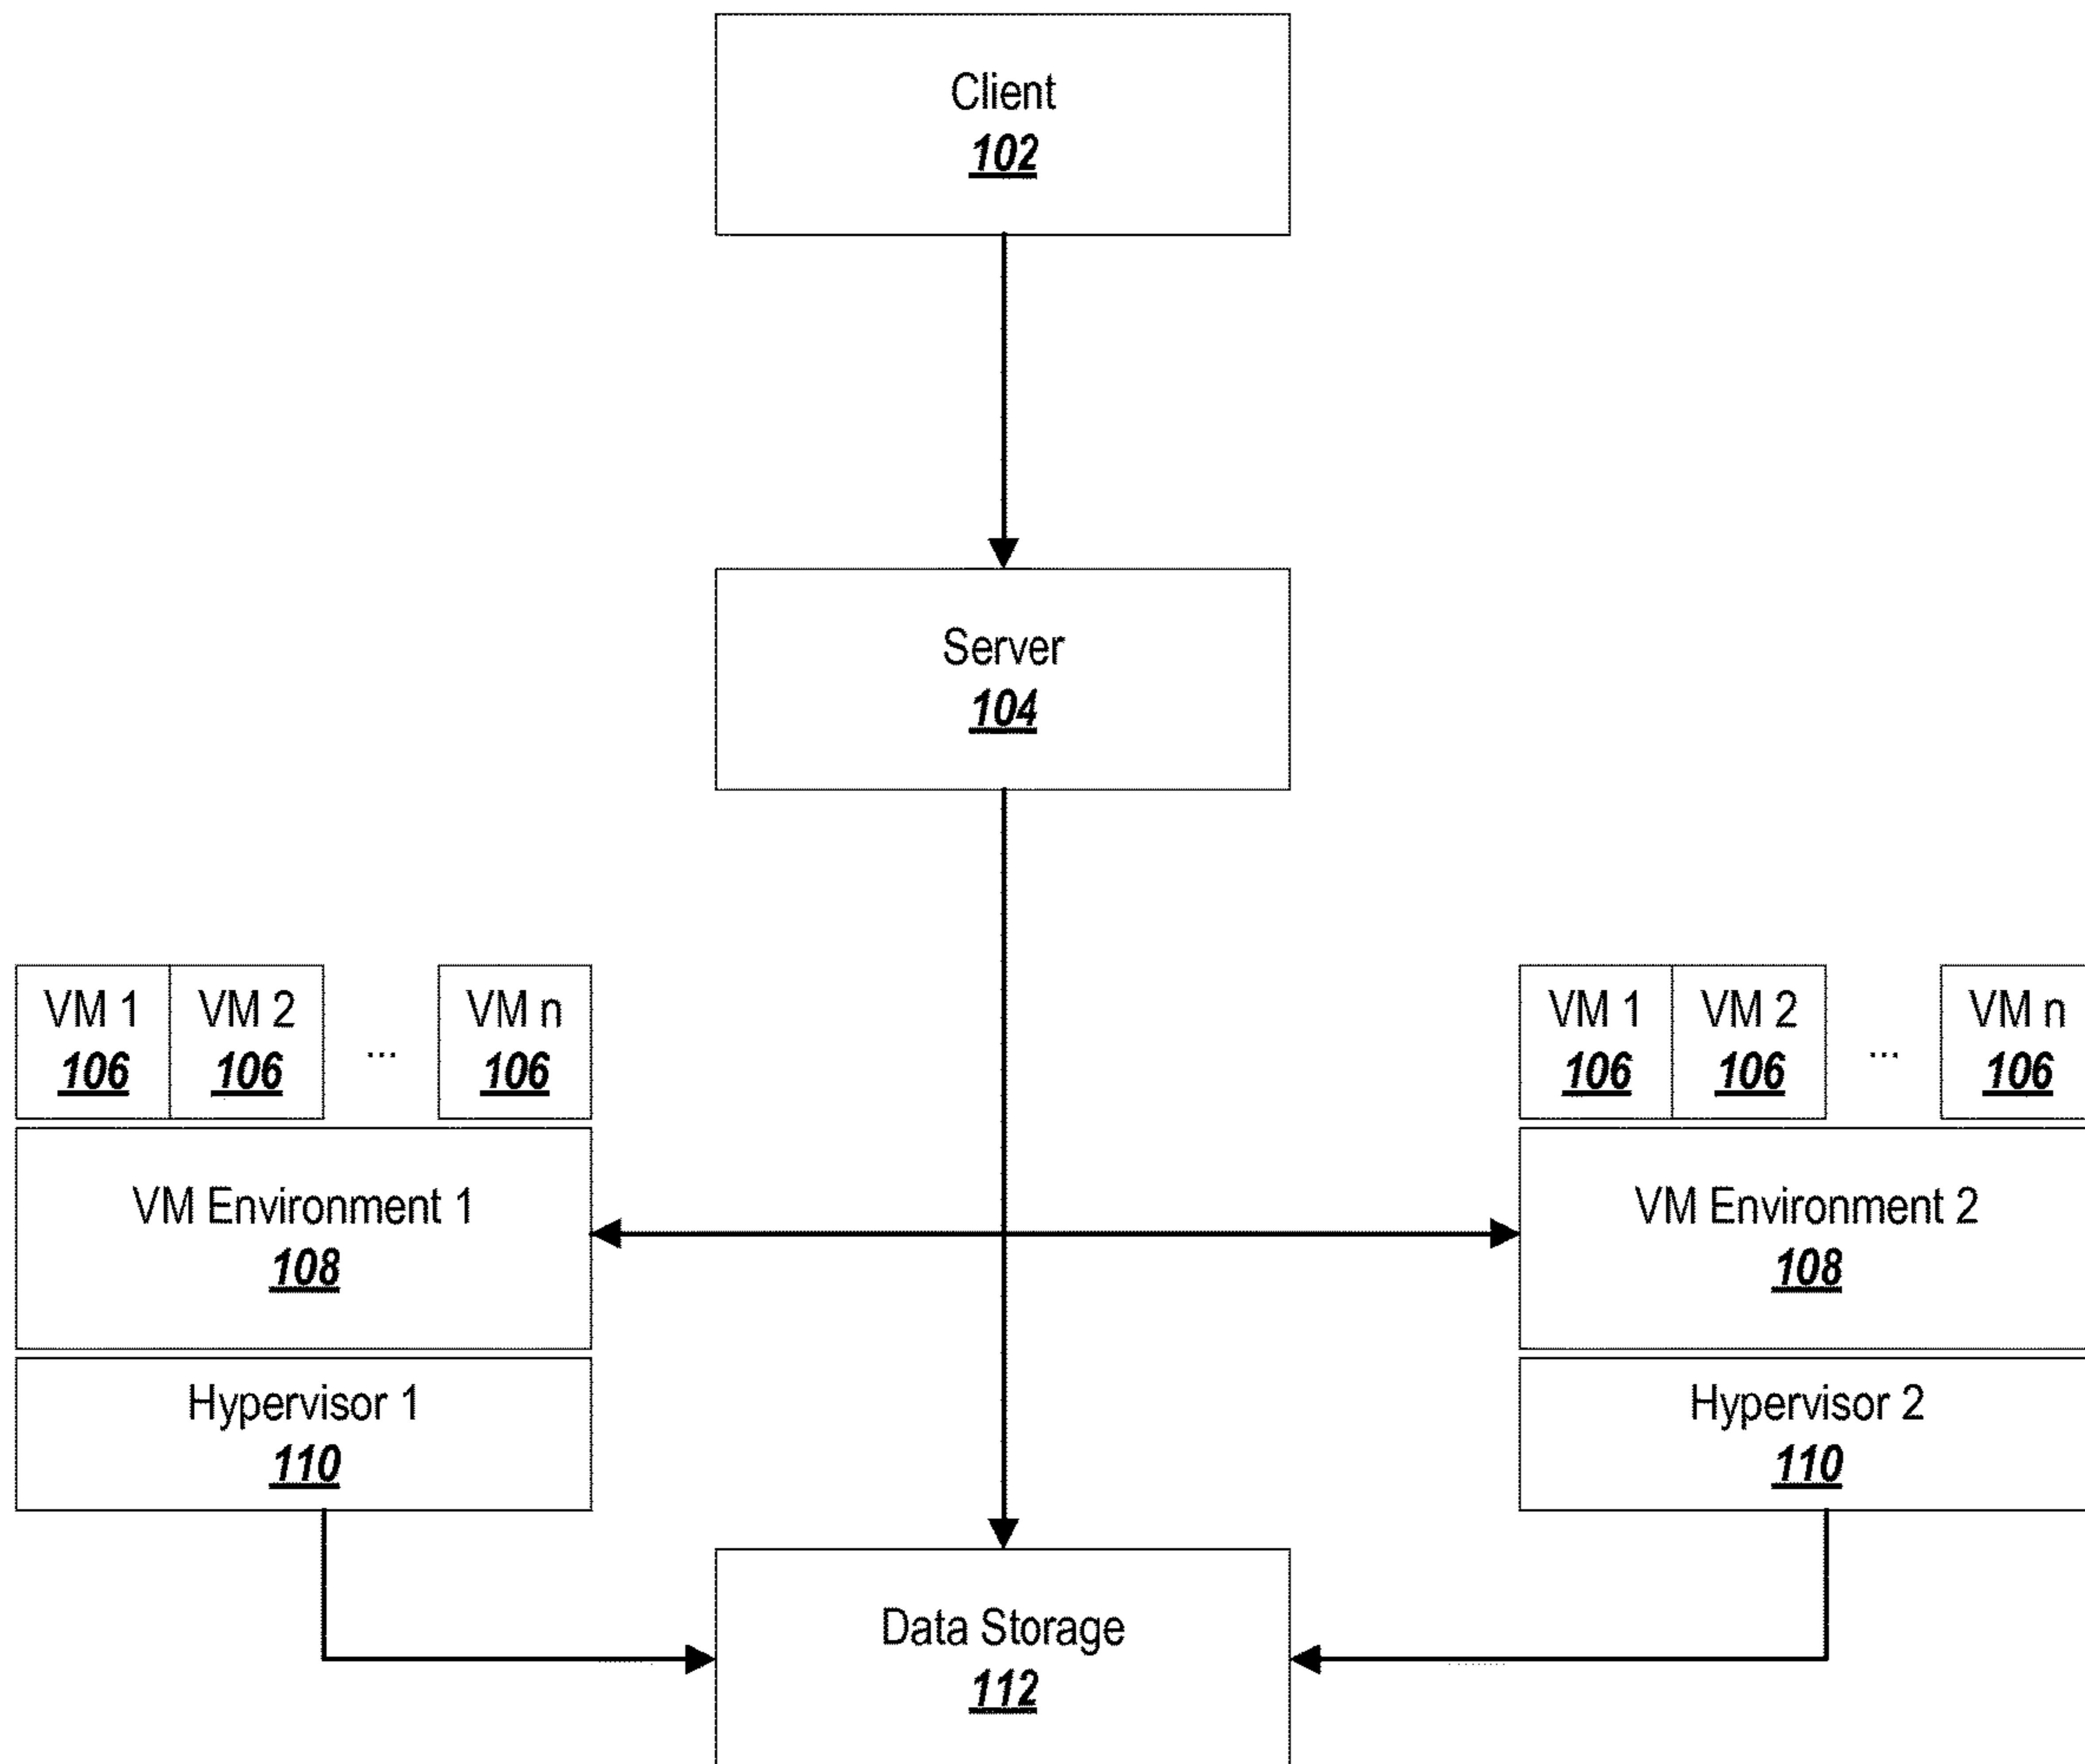 Client
102
Server
104
VM 1
106
VM 2
106
...
VM n
106
VM 1
106
VM 2
106
...
VM n
106
VM Environment 1
108
VM Environment 2
108
Hypervisor 1
110
Hypervisor 2
110
Data Storage
112